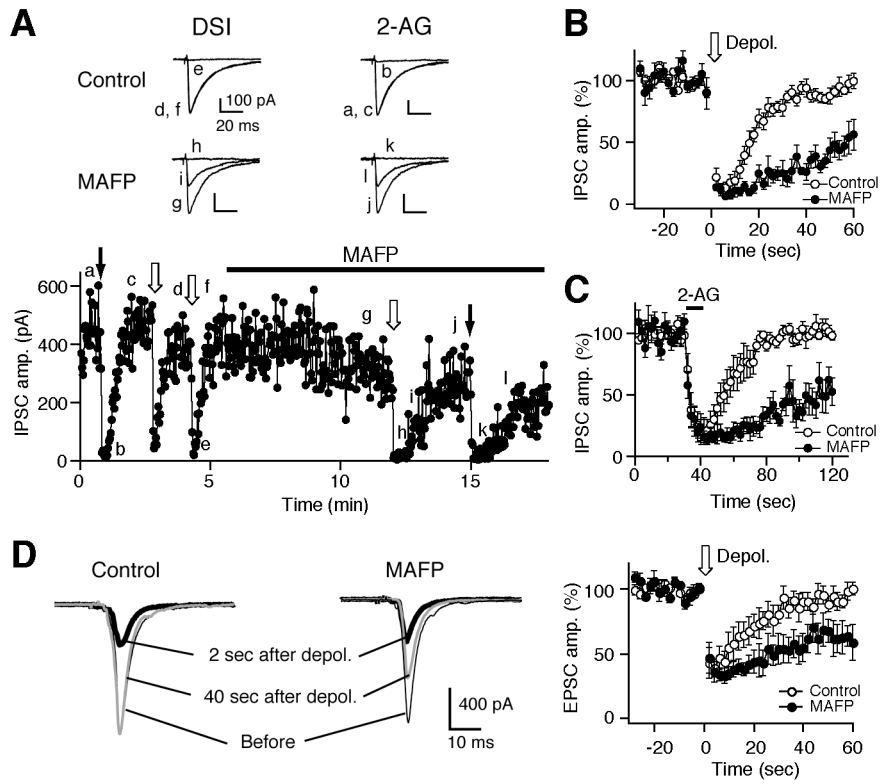 A
DSI
2-AG
Control
e
d, f
100 pA
20 ms
b
a, c
MAFP
h
i
g
k
l
j
MAFP
600
400
200
0
IPSC amp. (pA)
a
b
c
d
f
e
g
h
i
j
k
l
0
5
10
15
Time (min)
B
Depol.
100
50
0
IPSC amp. (%)
Control
MAFP
-20
0
20
40
60
Time (sec)
C
2-AG
100
50
0
IPSC amp. (%)
Control
MAFP
0
40
80
120
Time (sec)
D
Control
MAFP
2 sec after depol.
40 sec after depol.
Before
400 pA
10 ms
Depol.
100
50
0
EPSC amp. (%)
Control
MAFP
-20
0
20
40
60
Time (sec)